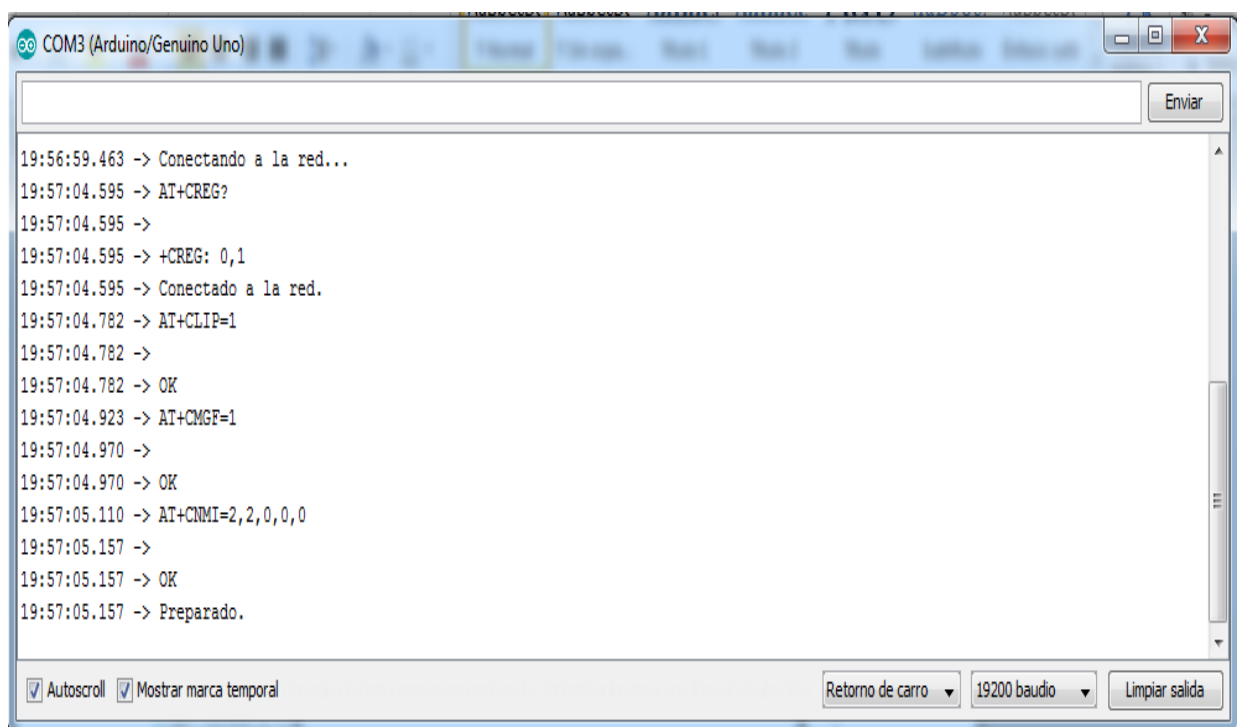 COM3 (Arduino/Genuino Uno)
Enviar
19:56:59.463 -> Conectando a la red...
19:57:04.595 -> AT+CREG?
19:57:04.595 ->
19:57:04.595 -> +CREG: 0,1
19:57:04.595 -> Conectado a la red.
19:57:04.782 -> AT+CLIP=1
19:57:04.782 ->
19:57:04.782 -> OK
19:57:04.923 -> AT+CMGF=1
19:57:04.970 ->
19:57:04.970 -> OK
19:57:05.110 -> AT+CNMI=2,2,0,0,0
19:57:05.157 ->
19:57:05.157 -> OK
19:57:05.157 -> Preparado.
Autoscroll Mostrar marca temporal Retorno de carro 19200 baudio Limpiar salida